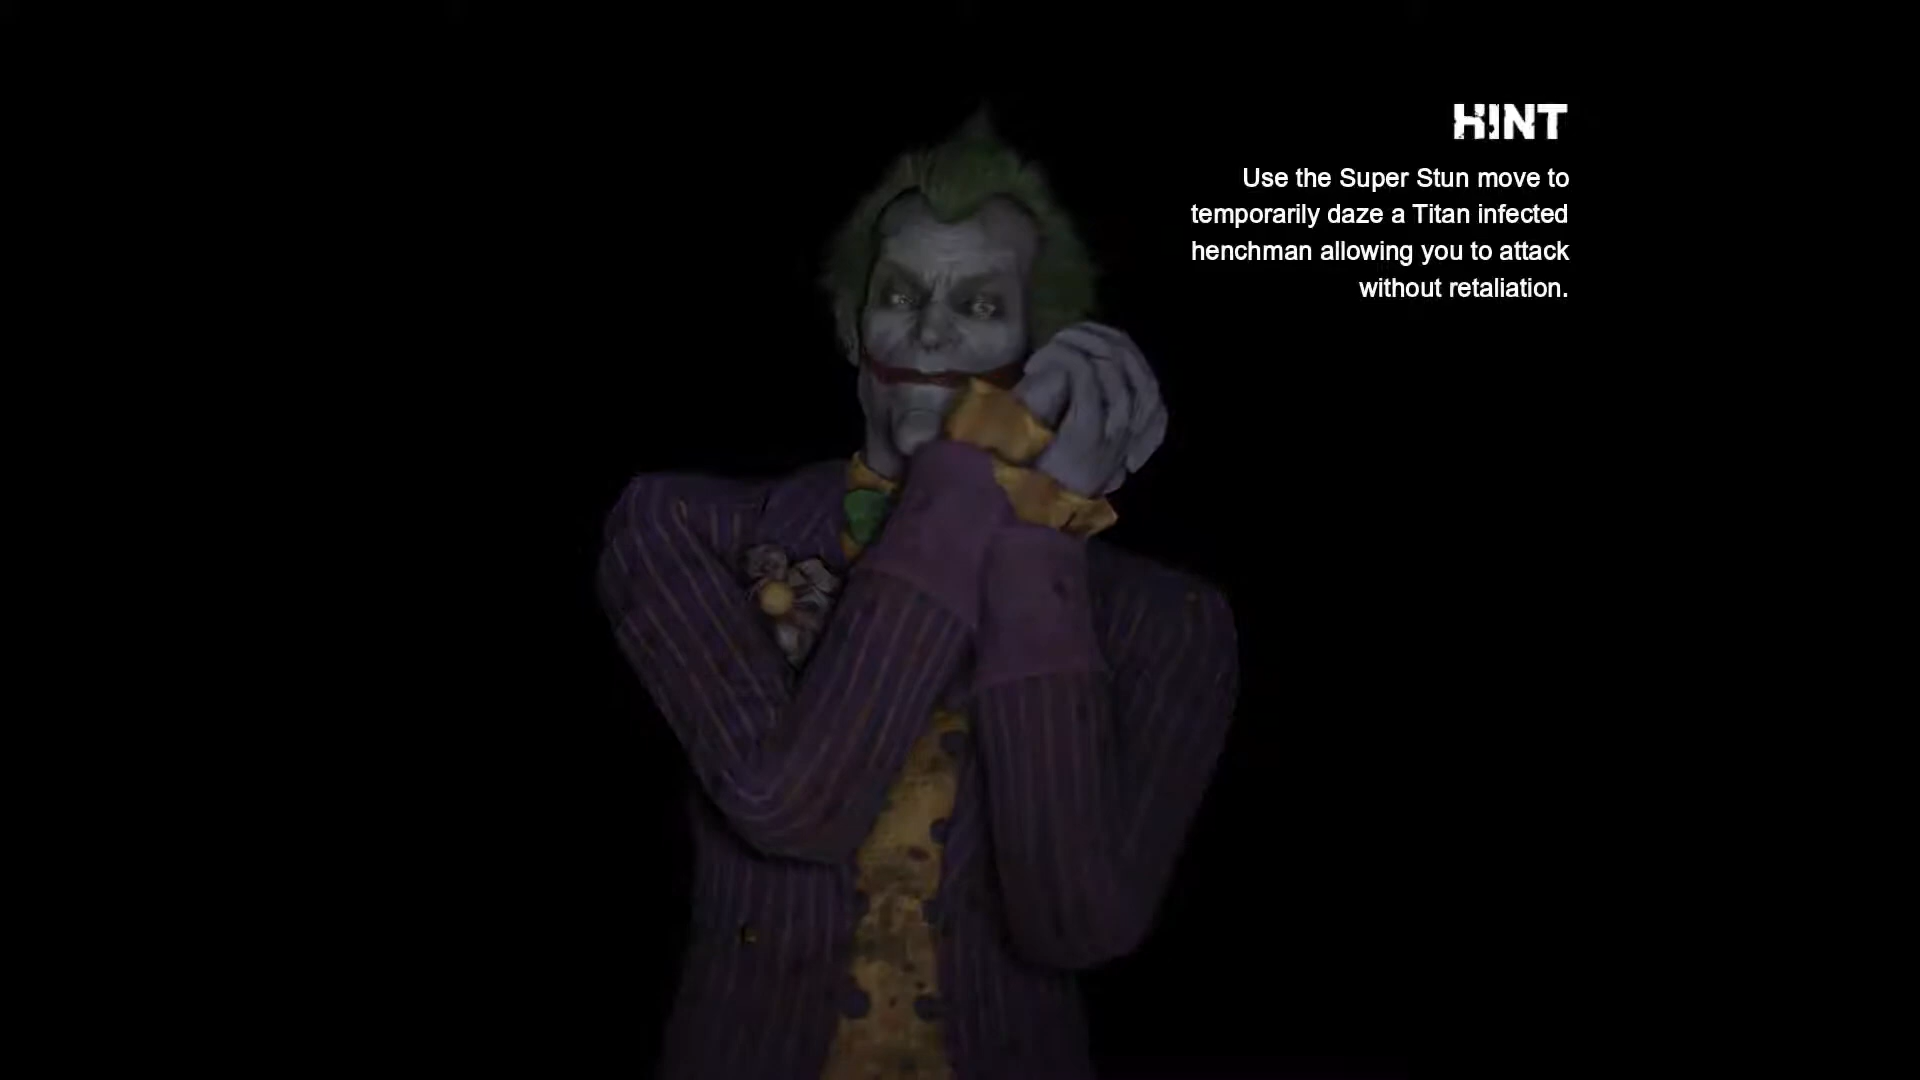 HINT
Use the Super Stun move to
temporarily daze a Titan infected
henchman allowing you to attack
without retaliation.